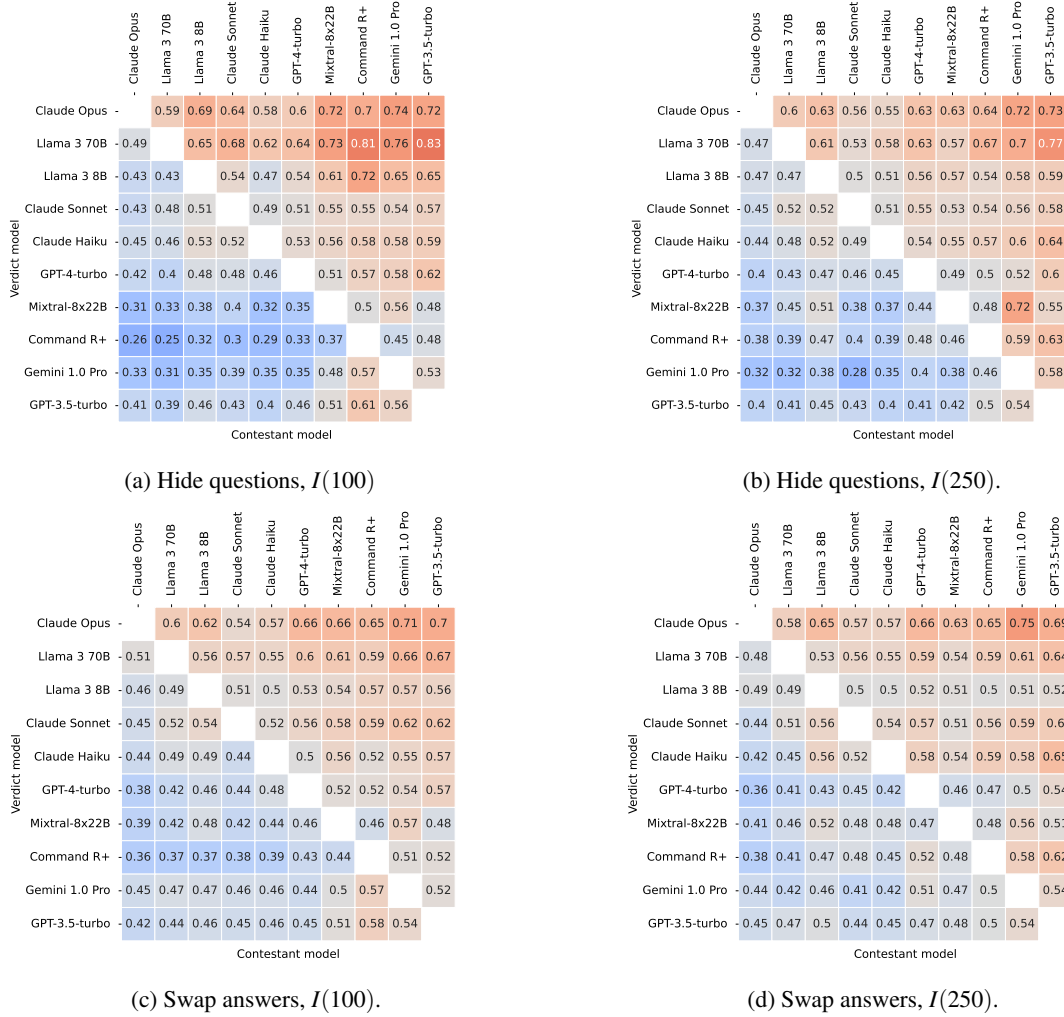 Claude Opus
Llama 3 70B
Llama 3 8B
Claude Sonnet
Claude Haiku
GPT-4-turbo
Mixtral-8x22B
Command R+
Gemini 1.0 Pro
GPT-3.5-turbo
Verdict model
Claude Opus 0.59 0.69 0.64 0.58 0.6 0.72 0.7 0.74 0.72
Llama 3 70B 0.49 0.65 0.68 0.62 0.64 0.73 0.81 0.76 0.83
Llama 3 8B 0.43 0.43 0.54 0.47 0.54 0.61 0.72 0.65 0.65
Claude Sonnet 0.43 0.48 0.51 0.49 0.51 0.55 0.55 0.54 0.57
Claude Haiku 0.45 0.46 0.53 0.52 0.53 0.56 0.58 0.58 0.59
GPT-4-turbo 0.42 0.4 0.48 0.48 0.46 0.51 0.57 0.58 0.62
Mixtral-8x22B 0.31 0.33 0.38 0.4 0.32 0.35 0.5 0.56 0.48
Command R+ 0.26 0.25 0.32 0.3 0.29 0.33 0.37 0.45 0.48
Gemini 1.0 Pro 0.33 0.31 0.35 0.39 0.35 0.35 0.48 0.57 0.53
GPT-3.5-turbo 0.41 0.39 0.46 0.43 0.4 0.46 0.51 0.61 0.56
Contestant model
(a) Hide questions, I(100)
Claude Opus
Llama 3 70B
Llama 3 8B
Claude Sonnet
Claude Haiku
GPT-4-turbo
Mixtral-8x22B
Command R+
Gemini 1.0 Pro
GPT-3.5-turbo
Verdict model
Claude Opus 0.6 0.63 0.56 0.55 0.63 0.63 0.64 0.72 0.73
Llama 3 70B 0.47 0.61 0.53 0.58 0.63 0.57 0.67 0.7 0.77
Llama 3 8B 0.47 0.47 0.5 0.51 0.56 0.57 0.54 0.58 0.59
Claude Sonnet 0.45 0.52 0.52 0.51 0.55 0.53 0.54 0.56 0.58
Claude Haiku 0.44 0.48 0.52 0.49 0.54 0.55 0.57 0.6 0.64
GPT-4-turbo 0.4 0.43 0.47 0.46 0.45 0.49 0.5 0.52 0.6
Mixtral-8x22B 0.37 0.45 0.51 0.38 0.37 0.44 0.48 0.72 0.55
Command R+ 0.38 0.39 0.47 0.4 0.39 0.48 0.46 0.59 0.63
Gemini 1.0 Pro 0.32 0.32 0.38 0.28 0.35 0.4 0.38 0.46 0.58
GPT-3.5-turbo 0.4 0.41 0.45 0.43 0.4 0.41 0.42 0.5 0.54
Contestant model
(b) Hide questions, I(250).
Claude Opus
Llama 3 70B
Llama 3 8B
Claude Sonnet
Claude Haiku
GPT-4-turbo
Mixtral-8x22B
Command R+
Gemini 1.0 Pro
GPT-3.5-turbo
Verdict model
Claude Opus 0.6 0.62 0.54 0.57 0.66 0.66 0.65 0.71 0.7
Llama 3 70B 0.51 0.56 0.57 0.55 0.6 0.61 0.59 0.66 0.67
Llama 3 8B 0.46 0.49 0.51 0.5 0.53 0.54 0.57 0.57 0.56
Claude Sonnet 0.45 0.52 0.54 0.52 0.56 0.58 0.59 0.62 0.62
Claude Haiku 0.44 0.49 0.49 0.44 0.5 0.56 0.52 0.55 0.57
GPT-4-turbo 0.38 0.42 0.46 0.44 0.48 0.52 0.52 0.54 0.57
Mixtral-8x22B 0.39 0.42 0.48 0.42 0.44 0.46 0.46 0.57 0.48
Command R+ 0.36 0.37 0.37 0.38 0.39 0.43 0.44 0.51 0.52
Gemini 1.0 Pro 0.45 0.47 0.47 0.46 0.46 0.44 0.5 0.57 0.52
GPT-3.5-turbo 0.42 0.44 0.46 0.45 0.46 0.45 0.51 0.58 0.54
Contestant model
(c) Swap answers, I(100).
Claude Opus
Llama 3 70B
Llama 3 8B
Claude Sonnet
Claude Haiku
GPT-4-turbo
Mixtral-8x22B
Command R+
Gemini 1.0 Pro
GPT-3.5-turbo
Verdict model
Claude Opus 0.58 0.65 0.57 0.57 0.66 0.63 0.65 0.75 0.69
Llama 3 70B 0.48 0.53 0.56 0.55 0.59 0.54 0.59 0.61 0.64
Llama 3 8B 0.49 0.49 0.5 0.5 0.52 0.51 0.5 0.51 0.52
Claude Sonnet 0.44 0.51 0.56 0.54 0.57 0.51 0.56 0.59 0.6
Claude Haiku 0.42 0.45 0.56 0.52 0.58 0.54 0.59 0.58 0.65
GPT-4-turbo 0.36 0.41 0.43 0.45 0.42 0.46 0.47 0.5 0.54
Mixtral-8x22B 0.41 0.46 0.52 0.48 0.48 0.47 0.48 0.56 0.51
Command R+ 0.38 0.41 0.47 0.48 0.45 0.52 0.48 0.58 0.62
Gemini 1.0 Pro 0.44 0.42 0.46 0.41 0.42 0.51 0.47 0.5 0.54
GPT-3.5-turbo 0.45 0.47 0.5 0.44 0.45 0.47 0.48 0.5 0.54
Contestant model
(d) Swap answers, I(250).